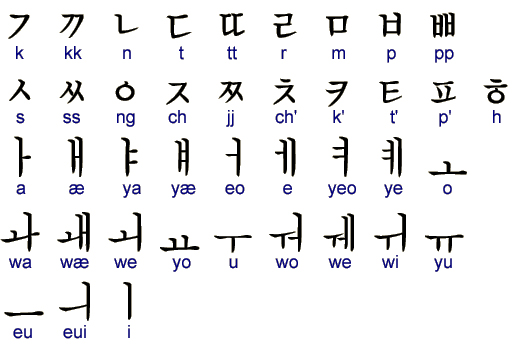 ㄱ ㄲ ㄴ ㄷ ㄸ ㄹ ㅁ ㅂ ㅃ
k kk n t tt r m p pp
ㅅ ㅆ ㅇ ㅈ ㅉ ㅊ ㅋ ㅌ ㅍ ㅎ
s ss ng ch jj ch' k' t' p' h
ㅏ ㅐ ㅑ ㅒ ㅓ ㅔ ㅕ ㅖ ㅗ
a æ ya yæ eo e yeo ye o
ㅘ ㅙ ㅚ ㅛ ㅜ ㅝ ㅞ ㅟ ㅠ
wa wæ we yo u wo we wi yu
ㅡ ㅢ ㅣ
eu eui i